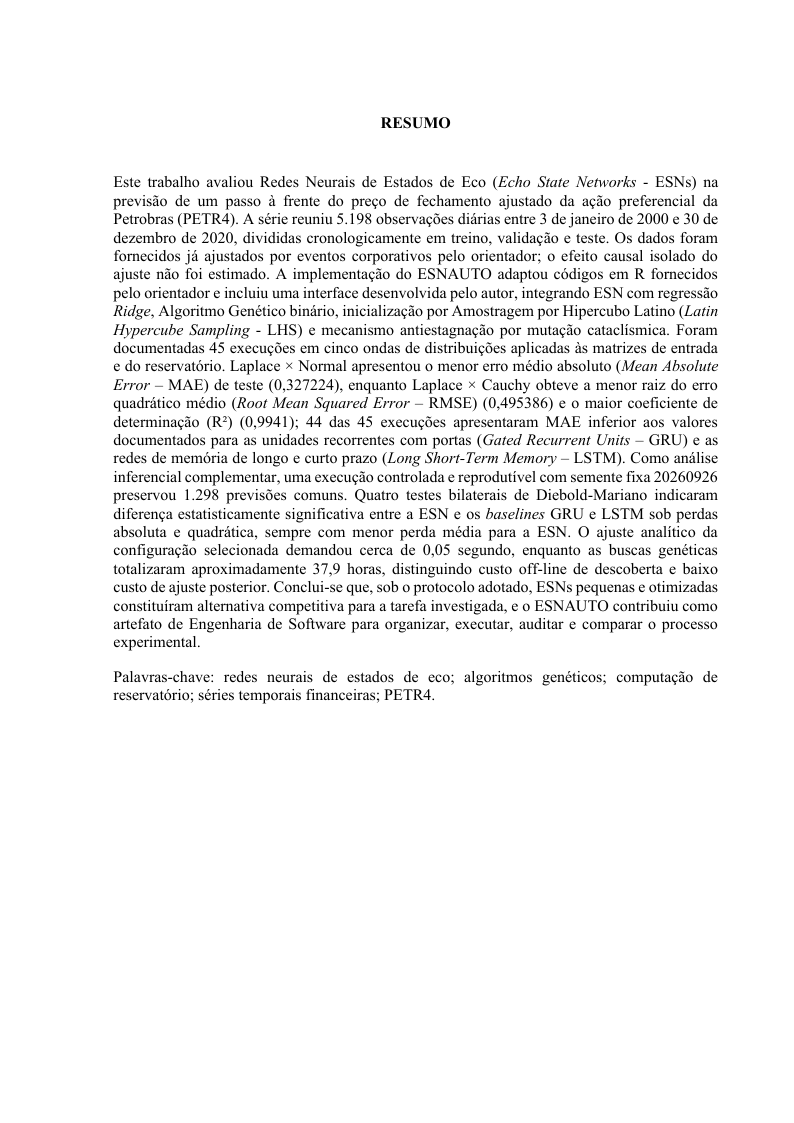 RESUMO
Este trabalho avaliou Redes Neurais de Estados de Eco (Echo State Networks - ESNs) na
previsão de um passo à frente do preço de fechamento ajustado da ação preferencial da
Petrobras (PETR4). A série reuniu 5.198 observações diárias entre 3 de janeiro de 2000 e 30 de
dezembro de 2020, divididas cronologicamente em treino, validação e teste. Os dados foram
fornecidos já ajustados por eventos corporativos pelo orientador; o efeito causal isolado do
ajuste não foi estimado. A implementação do ESNAUTO adaptou códigos em R fornecidos
pelo orientador e incluiu uma interface desenvolvida pelo autor, integrando ESN com regressão
Ridge, Algoritmo Genético binário, inicialização por Amostragem por Hipercubo Latino (Latin
Hypercube Sampling - LHS) e mecanismo antiestagnação por mutação cataclísmica. Foram
documentadas 45 execuções em cinco ondas de distribuições aplicadas às matrizes de entrada
e do reservatório. Laplace × Normal apresentou o menor erro médio absoluto (Mean Absolute
Error – MAE) de teste (0,327224), enquanto Laplace × Cauchy obteve a menor raiz do erro
quadrático médio (Root Mean Squared Error – RMSE) (0,495386) e o maior coeficiente de
determinação (R²) (0,9941); 44 das 45 execuções apresentaram MAE inferior aos valores
documentados para as unidades recorrentes com portas (Gated Recurrent Units – GRU) e as
redes de memória de longo e curto prazo (Long Short-Term Memory – LSTM). Como análise
inferencial complementar, uma execução controlada e reprodutível com semente fixa 20260926
preservou 1.298 previsões comuns. Quatro testes bilaterais de Diebold-Mariano indicaram
diferença estatisticamente significativa entre a ESN e os baselines GRU e LSTM sob perdas
absoluta e quadrática, sempre com menor perda média para a ESN. O ajuste analítico da
configuração selecionada demandou cerca de 0,05 segundo, enquanto as buscas genéticas
totalizaram aproximadamente 37,9 horas, distinguindo custo off-line de descoberta e baixo
custo de ajuste posterior. Conclui-se que, sob o protocolo adotado, ESNs pequenas e otimizadas
constituíram alternativa competitiva para a tarefa investigada, e o ESNAUTO contribuiu como
artefato de Engenharia de Software para organizar, executar, auditar e comparar o processo
experimental.
Palavras-chave: redes neurais de estados de eco; algoritmos genéticos; computação de
reservatório; séries temporais financeiras; PETR4.